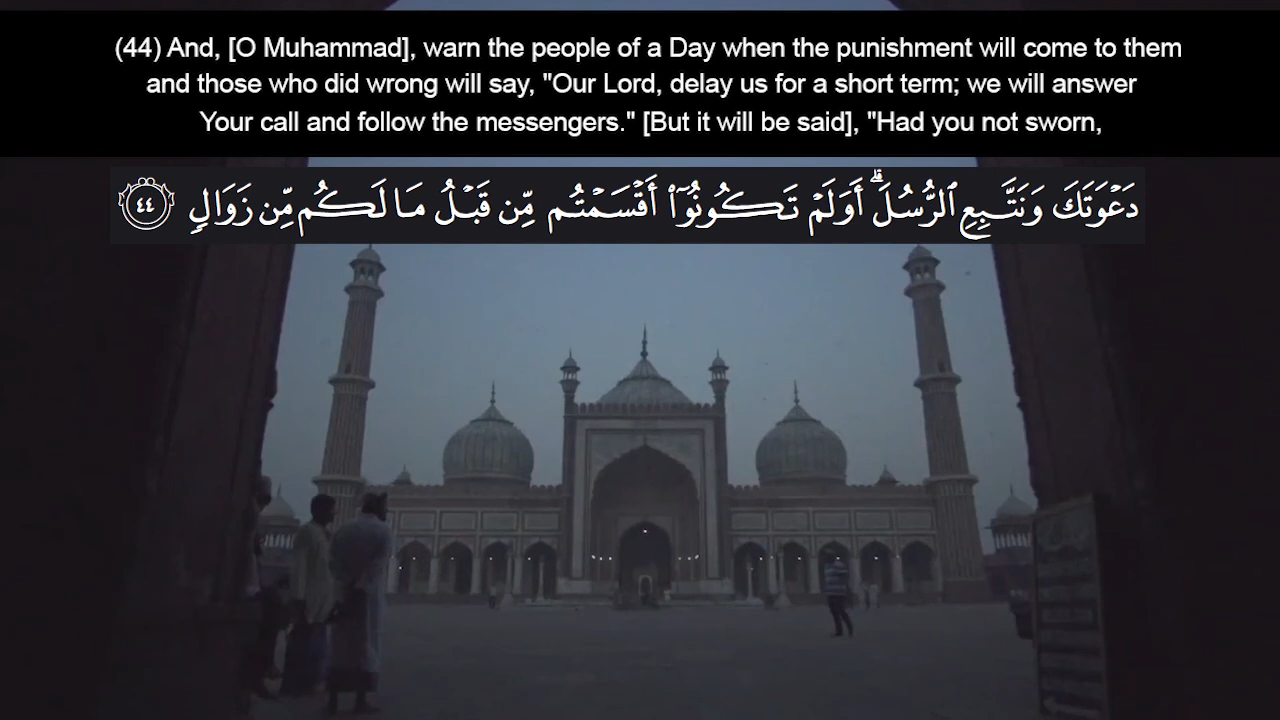 (44) And, [O Muhammad], warn the people of a Day when the punishment will come to them
and those who did wrong will say, "Our Lord, delay us for a short term; we will answer
Your call and follow the messengers." [But it will be said], "Had you not sworn,
دَعْوَتَكَ وَنَتَّبِعِ ٱلرُّسُلَ ۗ أَوَلَمْ تَكُونُوٓا۟ أَقْسَمْتُم مِّن قَبْلُ مَا لَكُم مِّن زَوَالٍ ٤٤